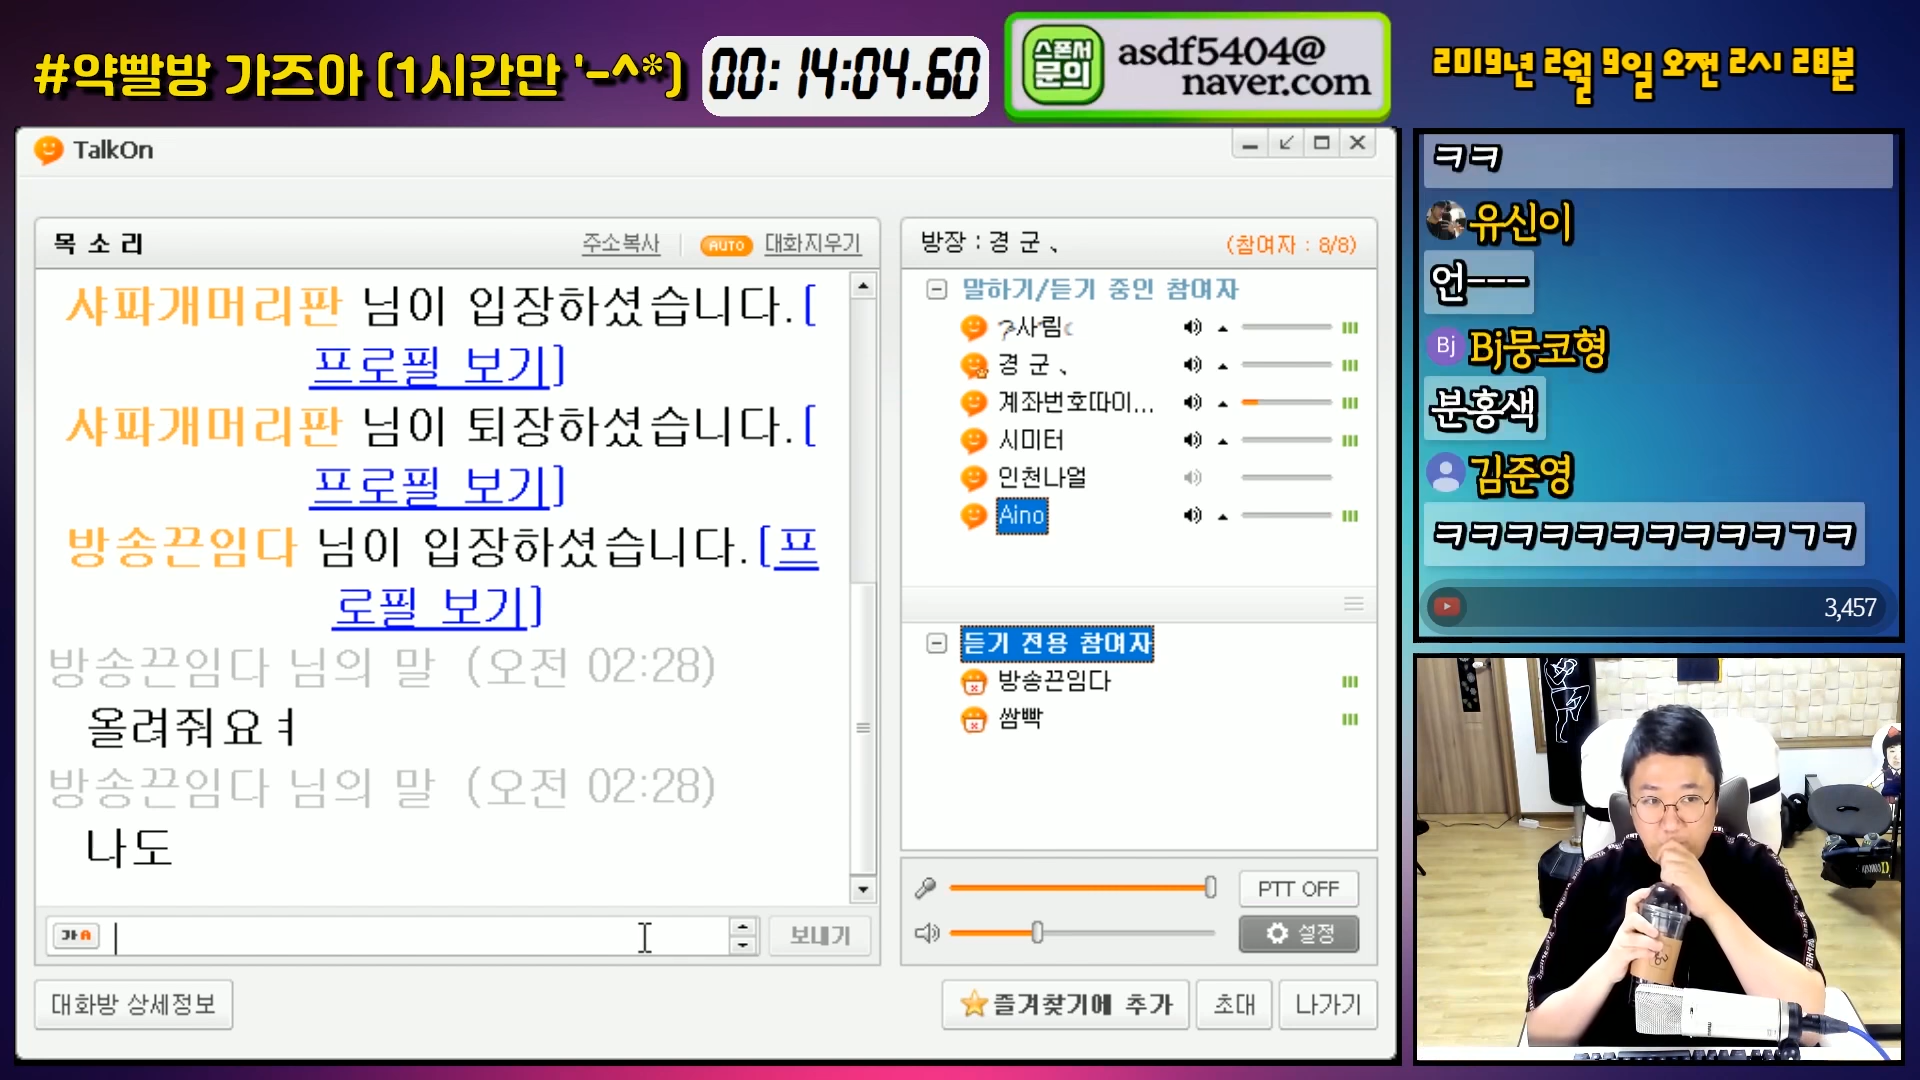 #약빨방 가즈아 (1시간만 '-^*)
00:14:04.60
스폰서
문의
asdf5404@
naver.com
2019년 2월 9일 오전 2시 28분
TalkOn
목 소 리
주소복사
AUTO
대화지우기
샤파개머리판 님이 입장하셨습니다.[
프로필 보기]
샤파개머리판 님이 퇴장하셨습니다.[
프로필 보기]
방송끈임다 님이 입장하셨습니다.[프
로필 보기]
방송끈임다 님의 말 (오전 02:28)
올려줘요ㅕ
방송끈임다 님의 말 (오전 02:28)
나도
가A
보내기
대화방 상세정보
방장 : 경 군 、
(참여자 : 8/8)
말하기/듣기 중인 참여자
사림
경 군 、
계좌번호따이...
시미터
인천나얼
Aino
듣기 전용 참여자
방송끈임다
쌈빡
PTT OFF
설정
즐겨찾기에 추가
초대
나가기
ㅋㅋ
유신이
언---
Bj
Bj뭉코형
분홍색
김준영
ㅋㅋㅋㅋㅋㅋㅋㅋㅋㅋㄱㅋ
3,457